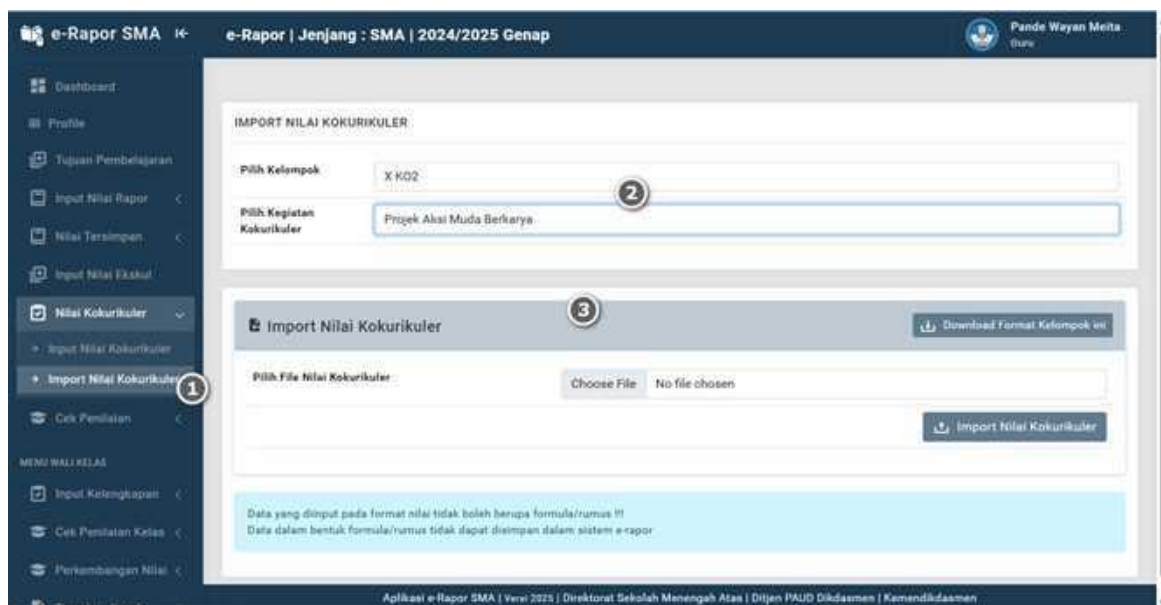 e-Rapor SMA
e-Rapor | Jenjang : SMA | 2024/2025 Genap
Pande Wayan Meita
Guru
Dashboard
Profile
Tujuan Pembelajaran
Input Nilai Rapor
Nilai Tersimpan
Input Nilai Ekskul
Nilai Kokurikuler
Input Nilai Kokurikuler
Import Nilai Kokurikuler
1
Cek Penilaian
MENU WALI KELAS
Input Kelengkapan
Cek Penilaian Kelas
Perkembangan Nilai
IMPORT NILAI KOKURIKULER
Pilih Kelompok
X KO2
2
Pilih Kegiatan
Kokurikuler
Projek Aksi Muda Berkarya
3
Import Nilai Kokurikuler
Download Format Kelompok ini
Pilih File Nilai Kokurikuler
Choose File No file chosen
Import Nilai Kokurikuler
Data yang diinput pada format nilai tidak boleh berupa formula/rumus !!!
Data dalam bentuk formula/rumus tidak dapat disimpan dalam sistem e-rapor
Aplikasi e-Rapor SMA | Versi 2025 | Direktorat Sekolah Menengah Atas | Ditjen PAUD Dikdasmen | Kemendikdasmen